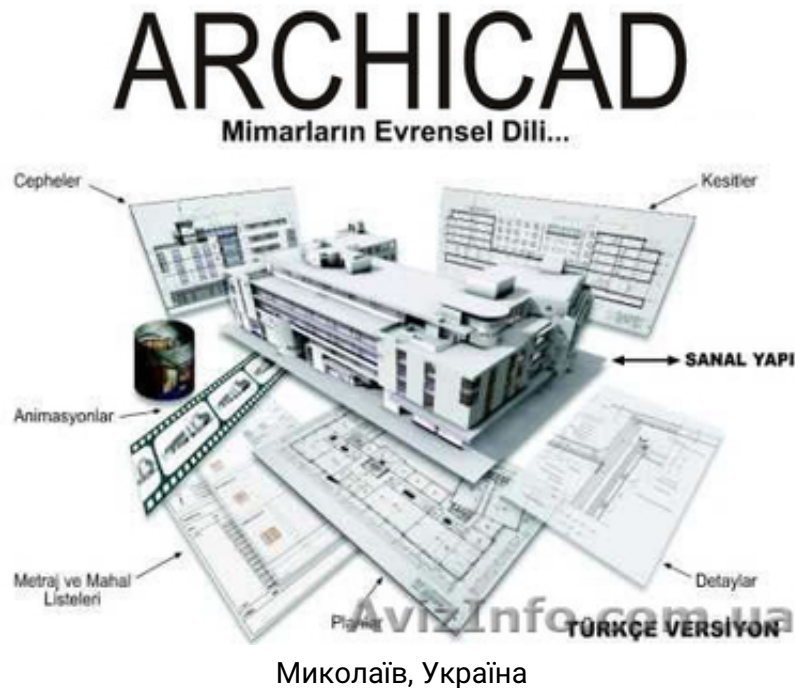 ARCHICAD
Mimarların Evrensel Dili...
Cepheler
Kesitler
SANAL YAPI
Animasyonlar
Metraj ve Mahal
Listeleri
Detaylar
Planlar
AvizInfo.com.ua
TÜRKÇE VERSİYON
Миколаїв, Україна